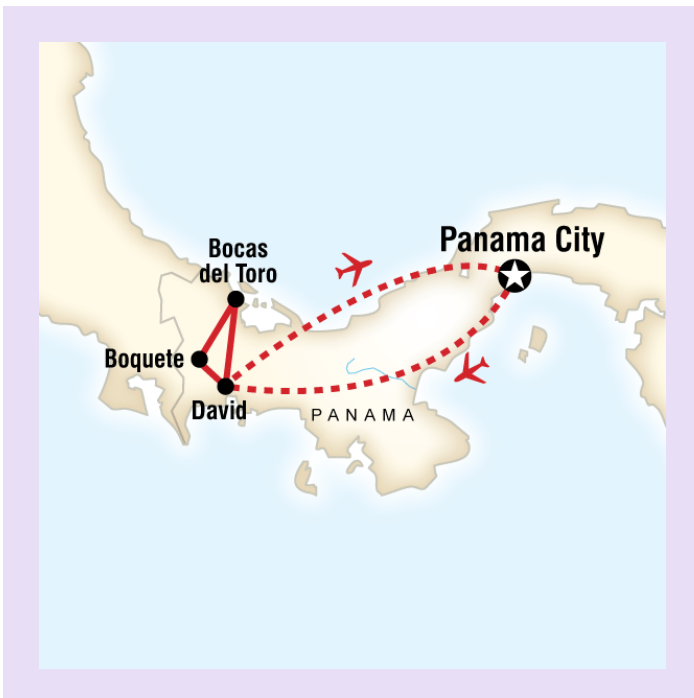 Panama City
Bocas
del Toro
Boquete
David
PANAMA